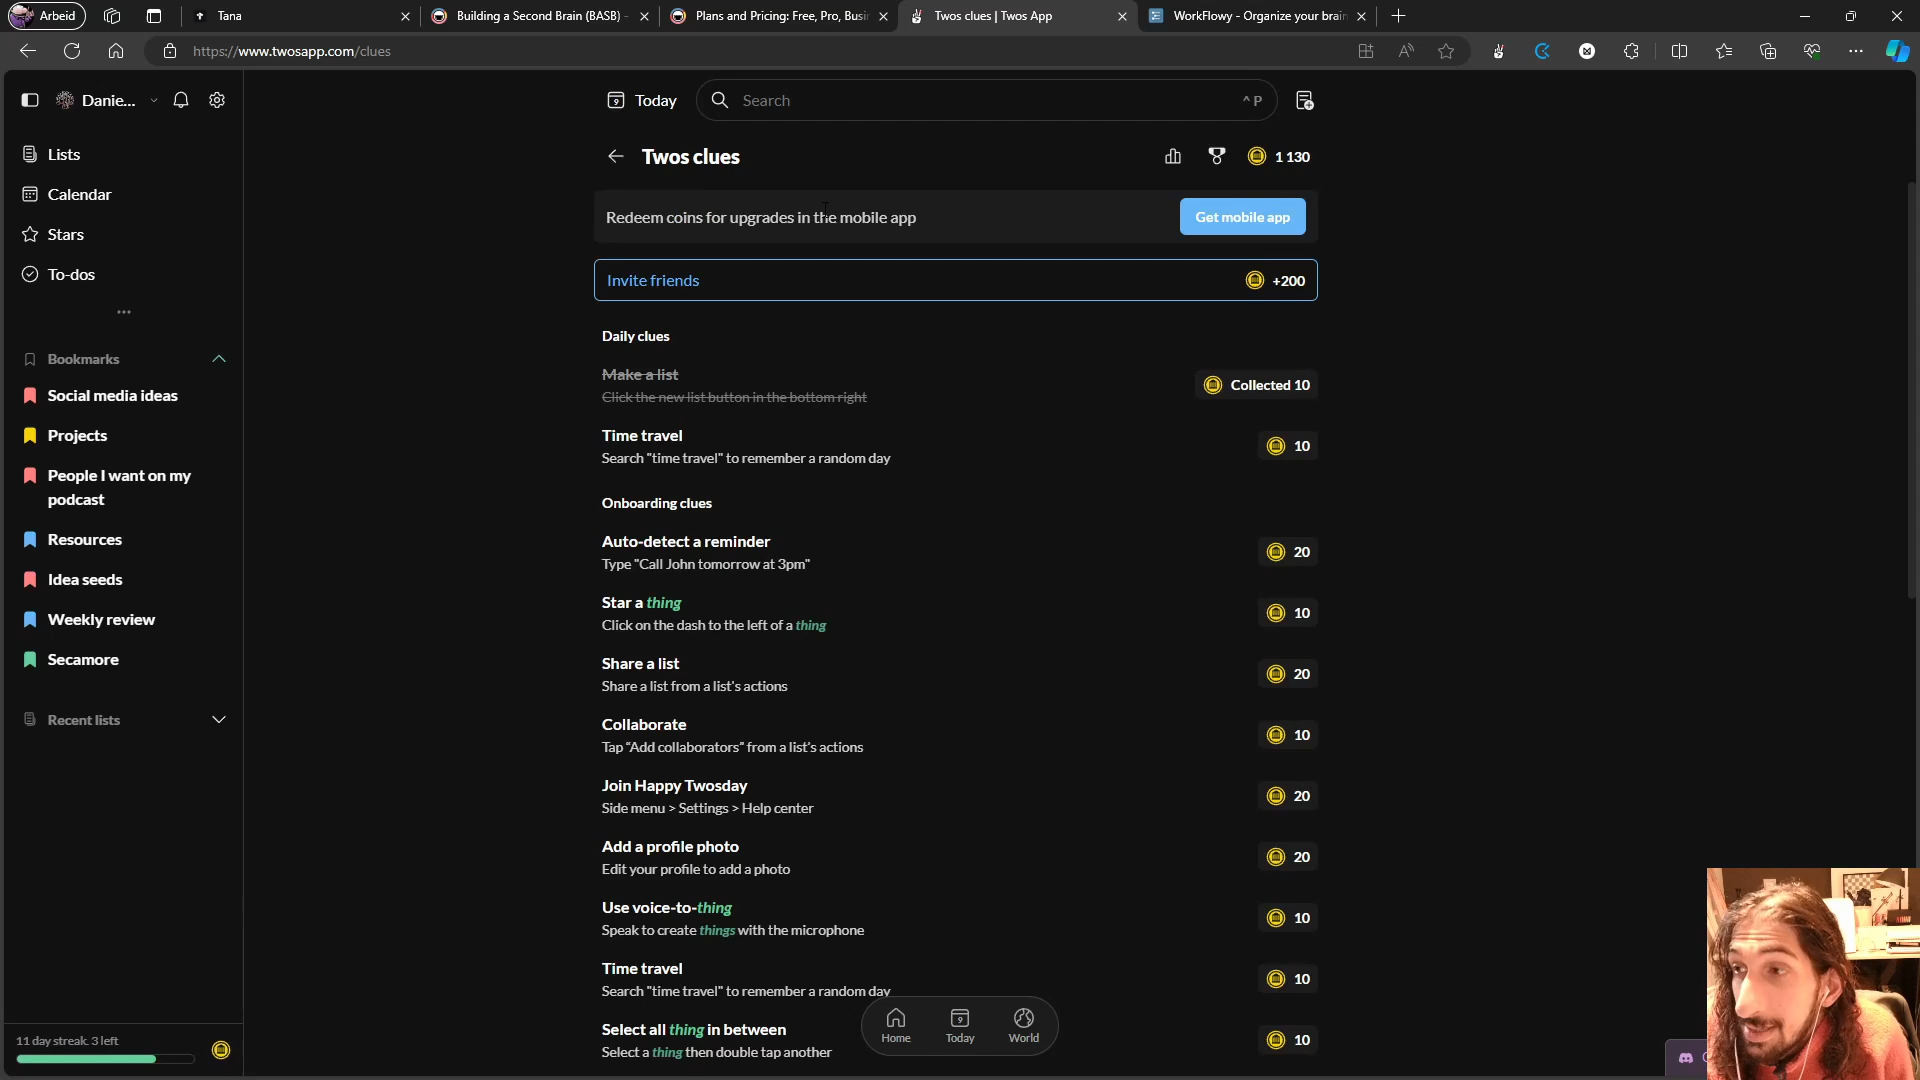 Arbeid
Tana
Building a Second Brain (BASB) -
Plans and Pricing: Free, Pro, Busin
Twos clues | Twos App
WorkFlowy - Organize your brain
https://www.twosapp.com/clues
Danie...
Today
Search
^ P
Lists
Calendar
Stars
To-dos
Bookmarks
Social media ideas
Projects
People I want on my
podcast
Resources
Idea seeds
Weekly review
Secamore
Recent lists
11 day streak. 3 left
Twos clues
1 130
Redeem coins for upgrades in the mobile app
Get mobile app
Invite friends
+200
Daily clues
Make a list
Click the new list button in the bottom right
Collected 10
Time travel
Search "time travel" to remember a random day
10
Onboarding clues
Auto-detect a reminder
Type "Call John tomorrow at 3pm"
20
Star a thing
Click on the dash to the left of a thing
10
Share a list
Share a list from a list's actions
20
Collaborate
Tap "Add collaborators" from a list's actions
10
Join Happy Twosday
Side menu > Settings > Help center
20
Add a profile photo
Edit your profile to add a photo
20
Use voice-to-thing
Speak to create things with the microphone
10
Time travel
Search "time travel" to remember a random day
10
Select all thing in between
Select a thing then double tap another
10
Home
Today
World